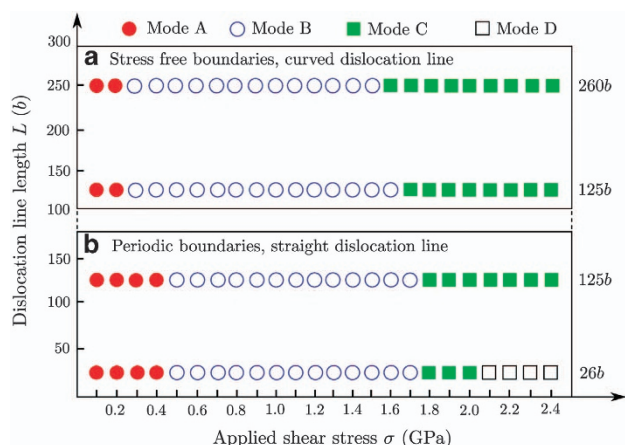 Mode A Mode B Mode C Mode D
300
a Stress free boundaries, curved dislocation line
250
260b
200
150
125b
100
b Periodic boundaries, straight dislocation line
150
125b
100
50
26b
0.2 0.4 0.6 0.8 1.0 1.2 1.4 1.6 1.8 2.0 2.2 2.4
Applied shear stress σ (GPa)
Dislocation line length L (b)